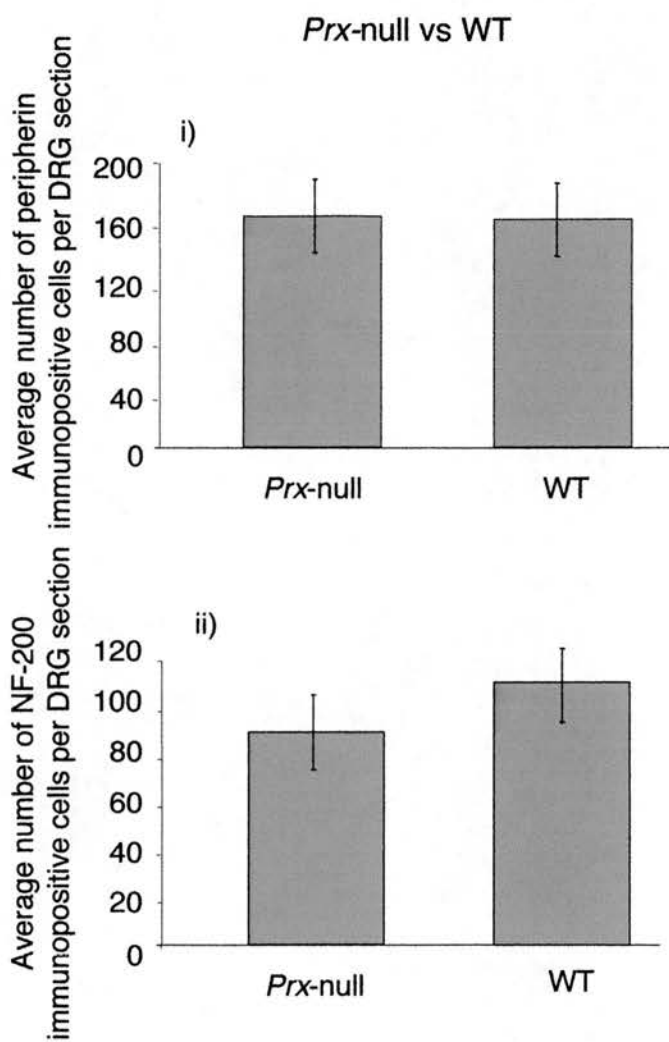 Prx-null vs WT
i)
Average number of peripherin
immunopositive cells per DRG section
200
160
120
80
40
0
Prx-null
WT
ii)
Average number of NF-200
immunopositive cells per DRG section
120
100
80
60
40
20
0
Prx-null
WT